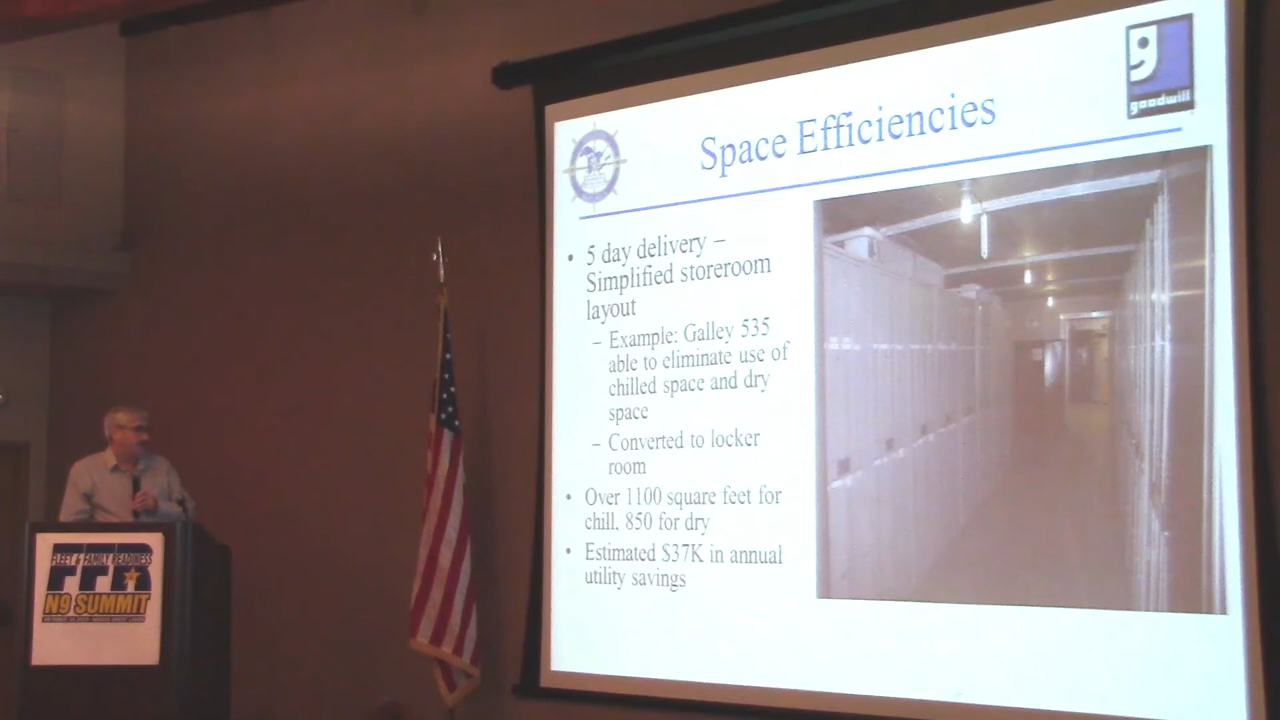 Space Efficiencies
goodwill
• 5 day delivery –
Simplified storeroom
layout
– Example: Galley 535
able to eliminate use of
chilled space and dry
space
– Converted to locker
room
• Over 1100 square feet for
chill, 850 for dry
• Estimated $37K in annual
utility savings
FLEET & FAMILY READINESS
FFR
N9 SUMMIT